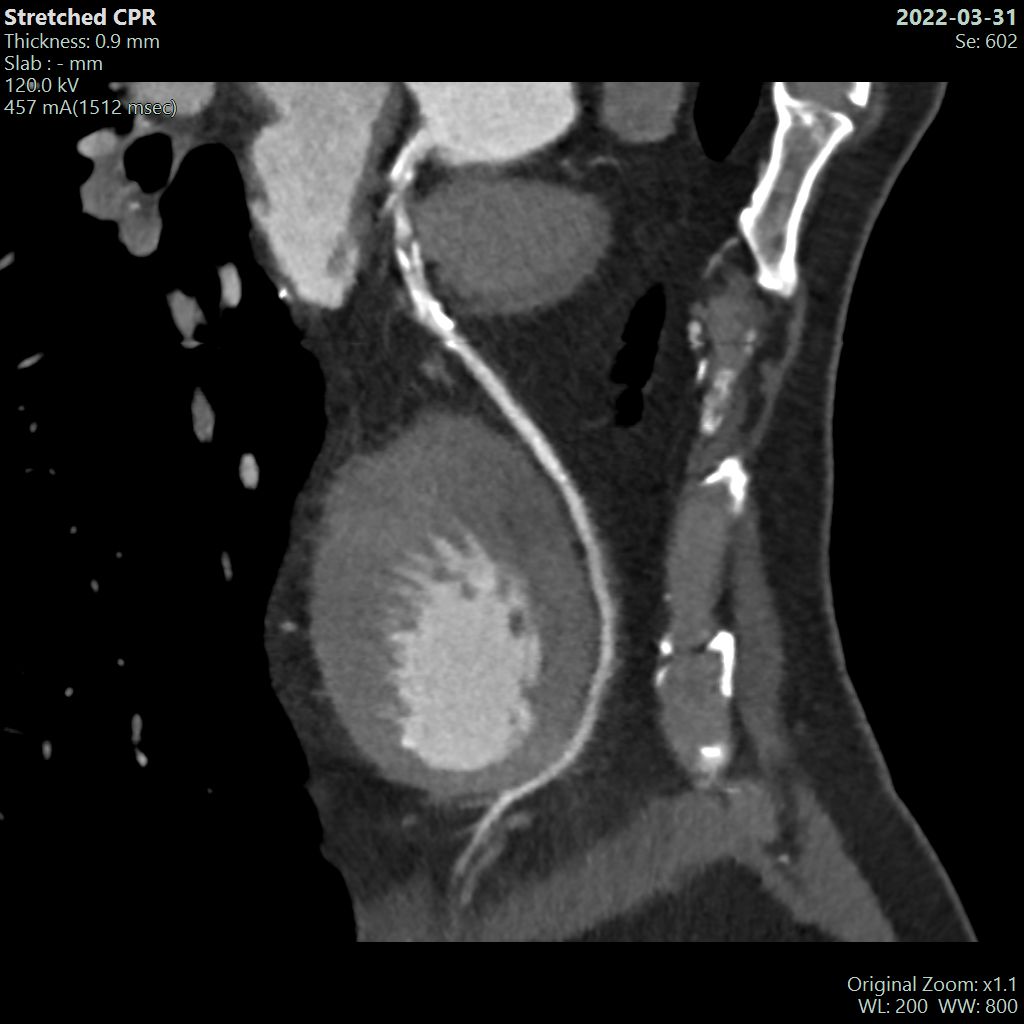 Stretched CPR
Thickness: 0.9 mm
Slab : - mm
120.0 kV
457 mA(1512 msec)
2022-03-31
Se: 602
Original Zoom: x1.1
WL: 200 WW: 800